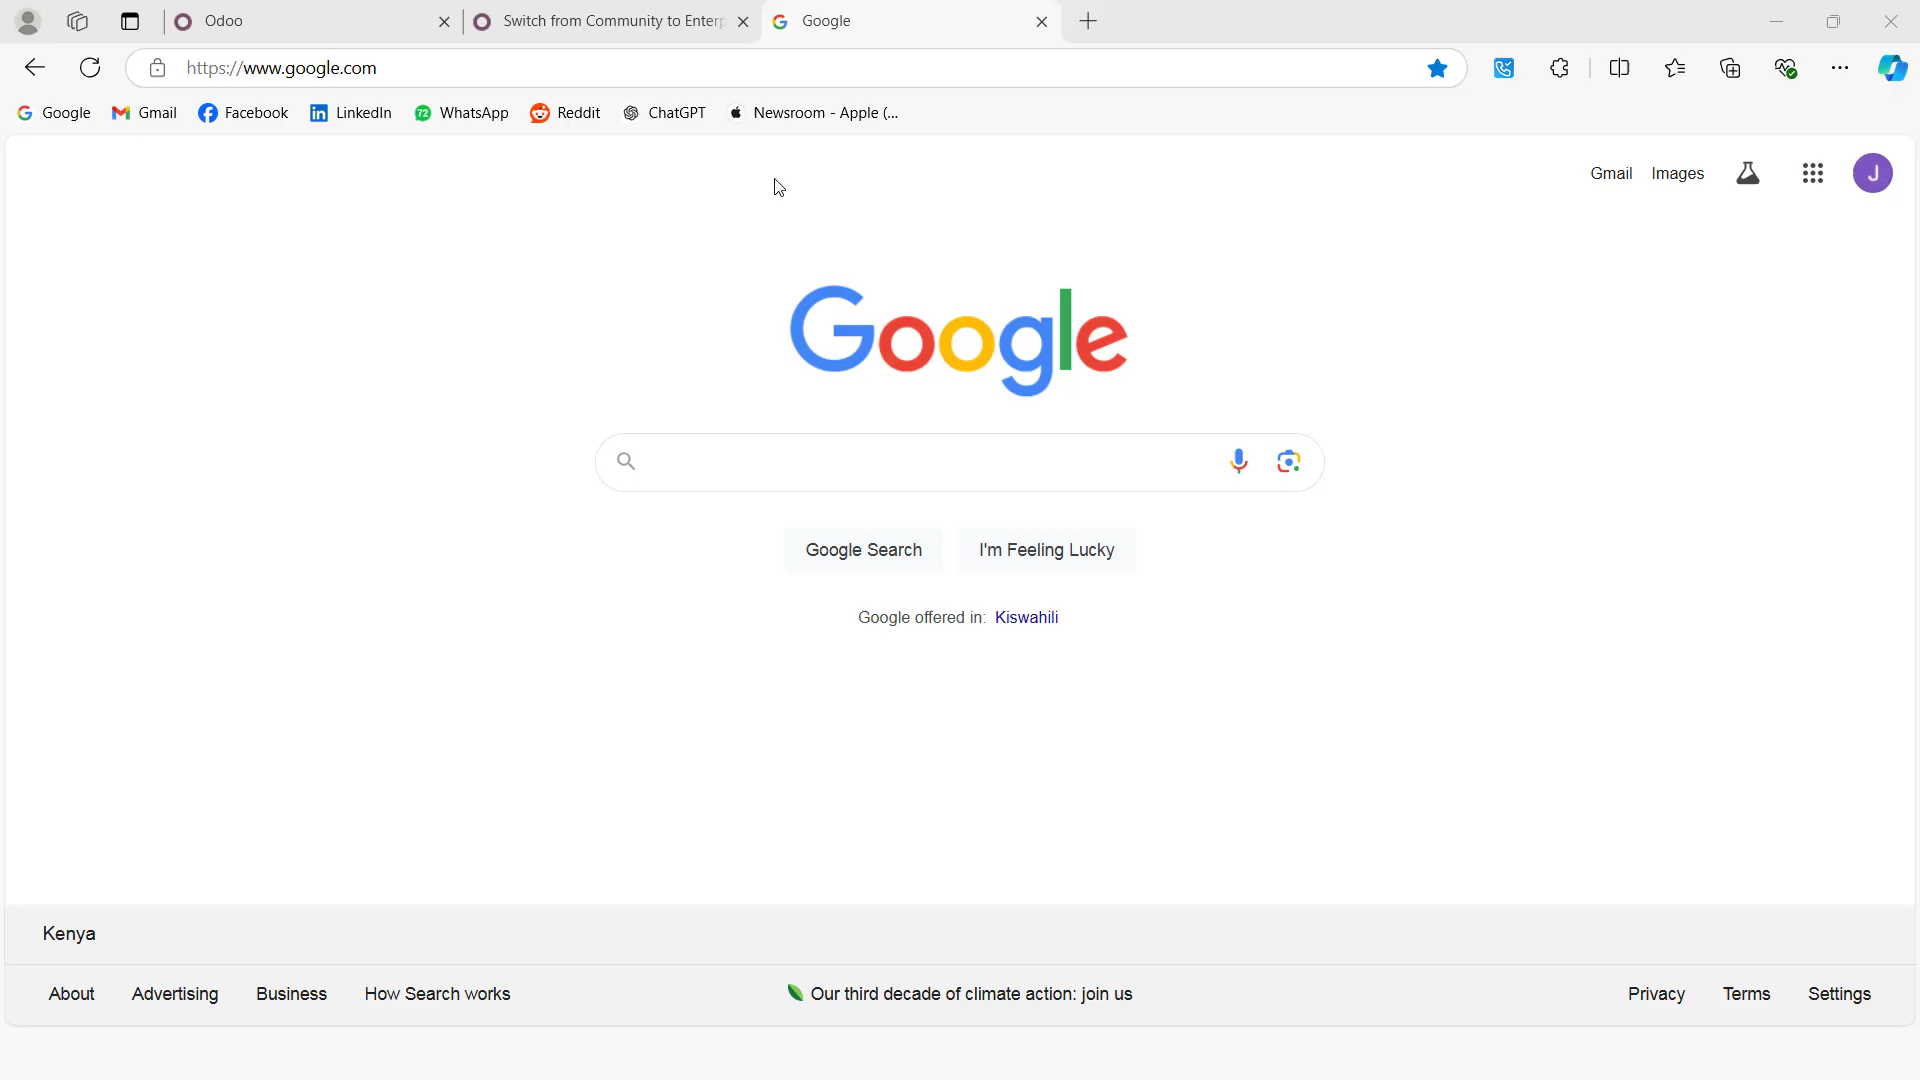 Odoo
Switch from Community to Enterp
Google
https://www.google.com
Google
Gmail
Facebook
LinkedIn
72
WhatsApp
Reddit
ChatGPT
Newsroom - Apple (...
Gmail
Images
J
Google
Google Search
I'm Feeling Lucky
Google offered in: Kiswahili
Kenya
About
Advertising
Business
How Search works
Our third decade of climate action: join us
Privacy
Terms
Settings